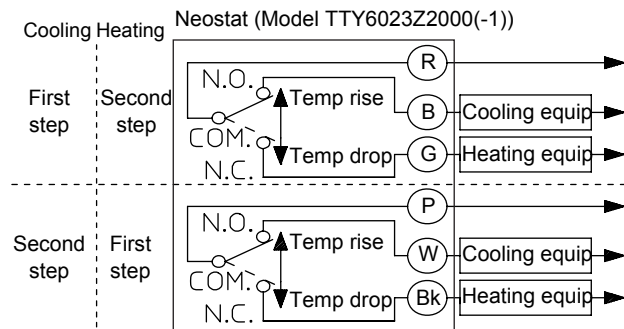 Neostat (Model TTY6023Z2000(-1))
Cooling Heating
R
N.O.
Temp rise
First step
Second step
B
Cooling equip
COM.
Temp drop
G
Heating equip
N.C.
P
N.O.
Temp rise
Second step
First step
W
Cooling equip
COM.
Temp drop
Bk
Heating equip
N.C.